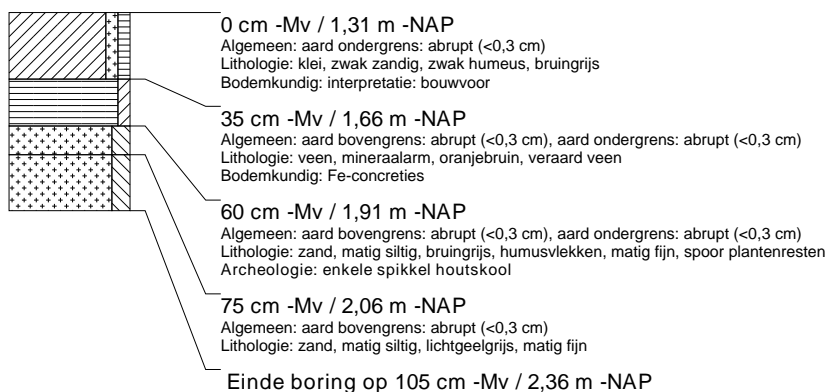 0 cm -Mv / 1,31 m -NAP
Algemeen: aard ondergrens: abrupt (<0,3 cm)
Lithologie: klei, zwak zandig, zwak humeus, bruingrijs
Bodemkundig: interpretatie: bouwvoor
35 cm -Mv / 1,66 m -NAP
Algemeen: aard bovengrens: abrupt (<0,3 cm), aard ondergrens: abrupt (<0,3 cm)
Lithologie: veen, mineraalarm, oranjebruin, veraard veen
Bodemkundig: Fe-concreties
60 cm -Mv / 1,91 m -NAP
Algemeen: aard bovengrens: abrupt (<0,3 cm), aard ondergrens: abrupt (<0,3 cm)
Lithologie: zand, matig siltig, bruingrijs, humusvlekken, matig fijn, spoor plantenresten
Archeologie: enkele spikkel houtskool
75 cm -Mv / 2,06 m -NAP
Algemeen: aard bovengrens: abrupt (<0,3 cm)
Lithologie: zand, matig siltig, lichtgeelgrijs, matig fijn
Einde boring op 105 cm -Mv / 2,36 m -NAP